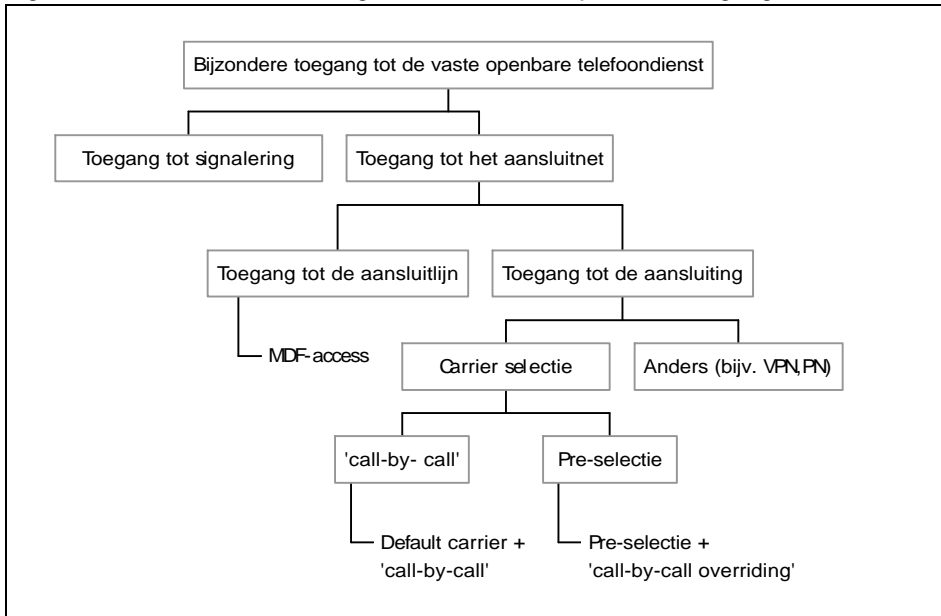 Bijzondere toegang tot de vaste openbare telefoondienst
Toegang tot signalering
Toegang tot het aansluitnet
Toegang tot de aansluitlijn
Toegang tot de aansluiting
MDF-access
Carrier selectie
Anders (bijv. VPN,PN)
'call-by- call'
Pre-selectie
Default carrier +
'call-by-call'
Pre-selectie +
'call-by-call overriding'